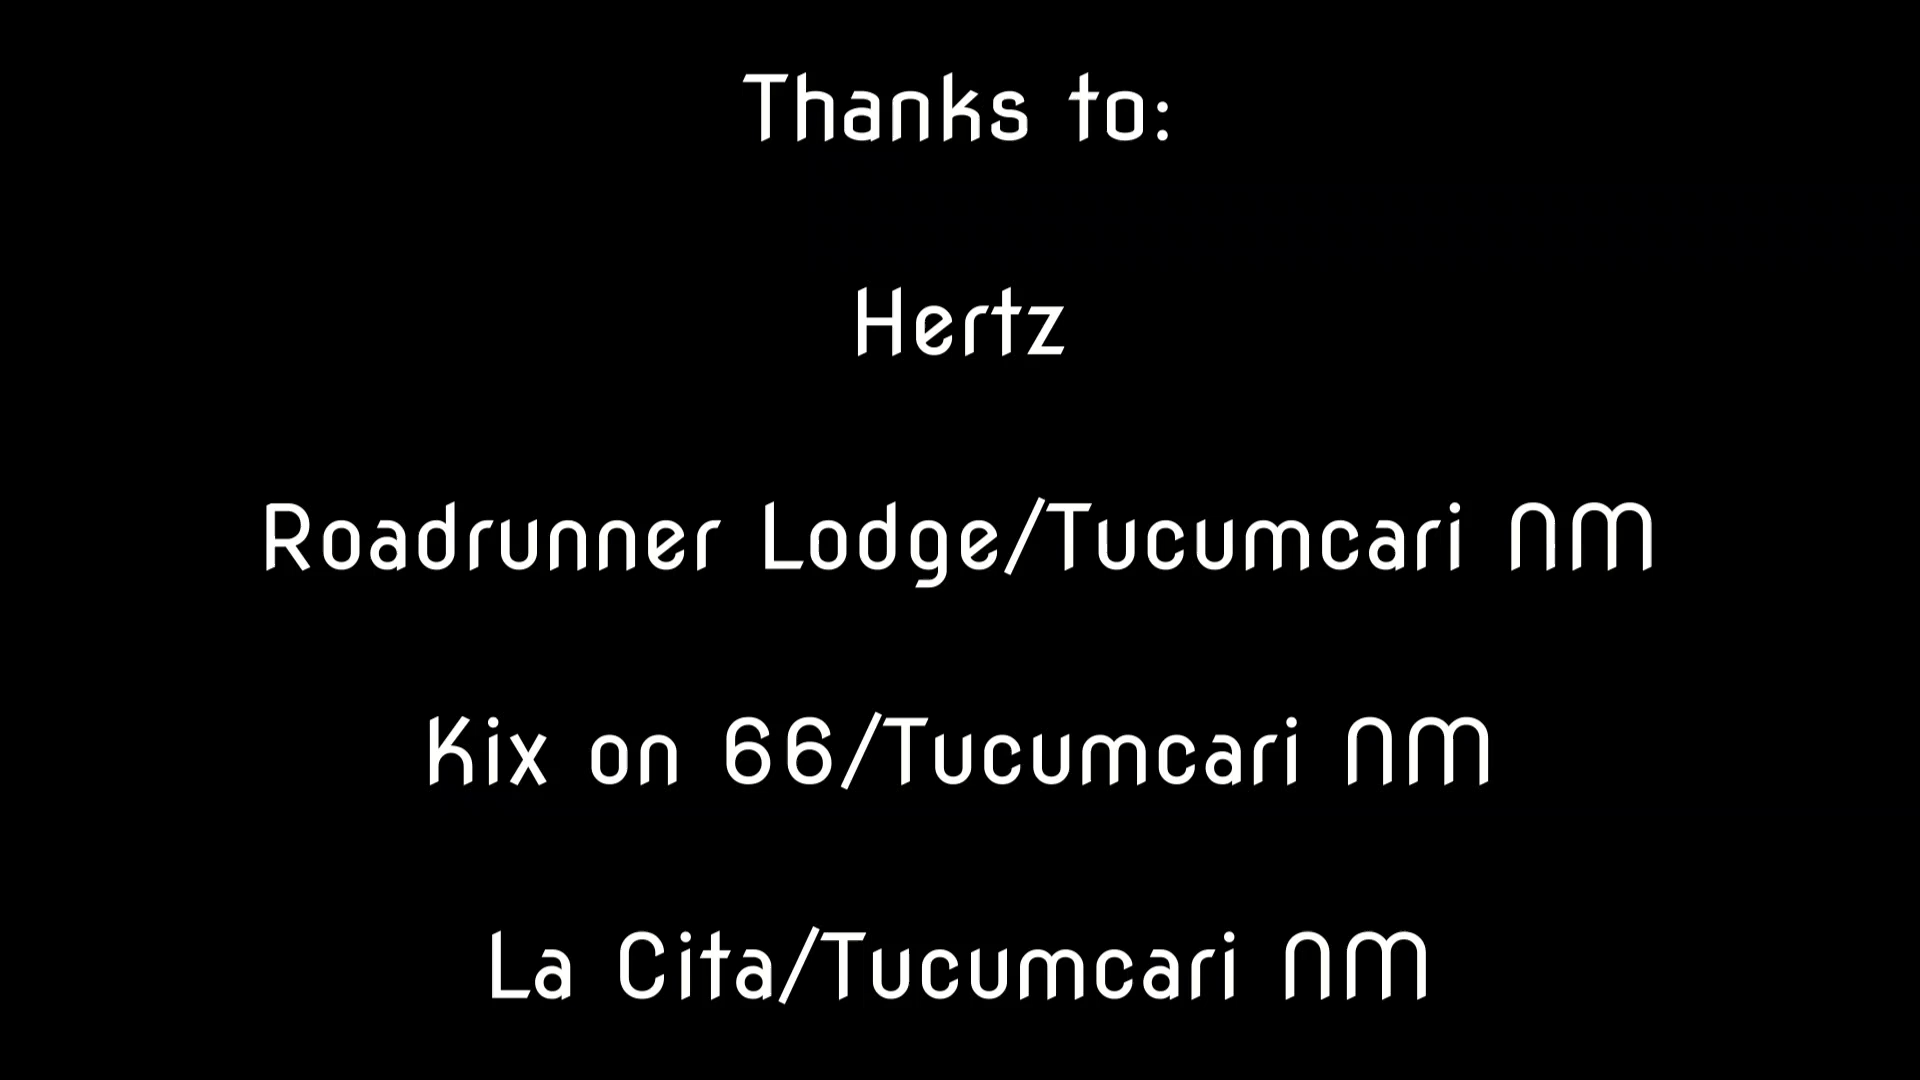 Thanks to:
Hertz
Roadrunner Lodge/Tucumcari NM
Kix on 66/Tucumcari NM
La Cita/Tucumcari NM